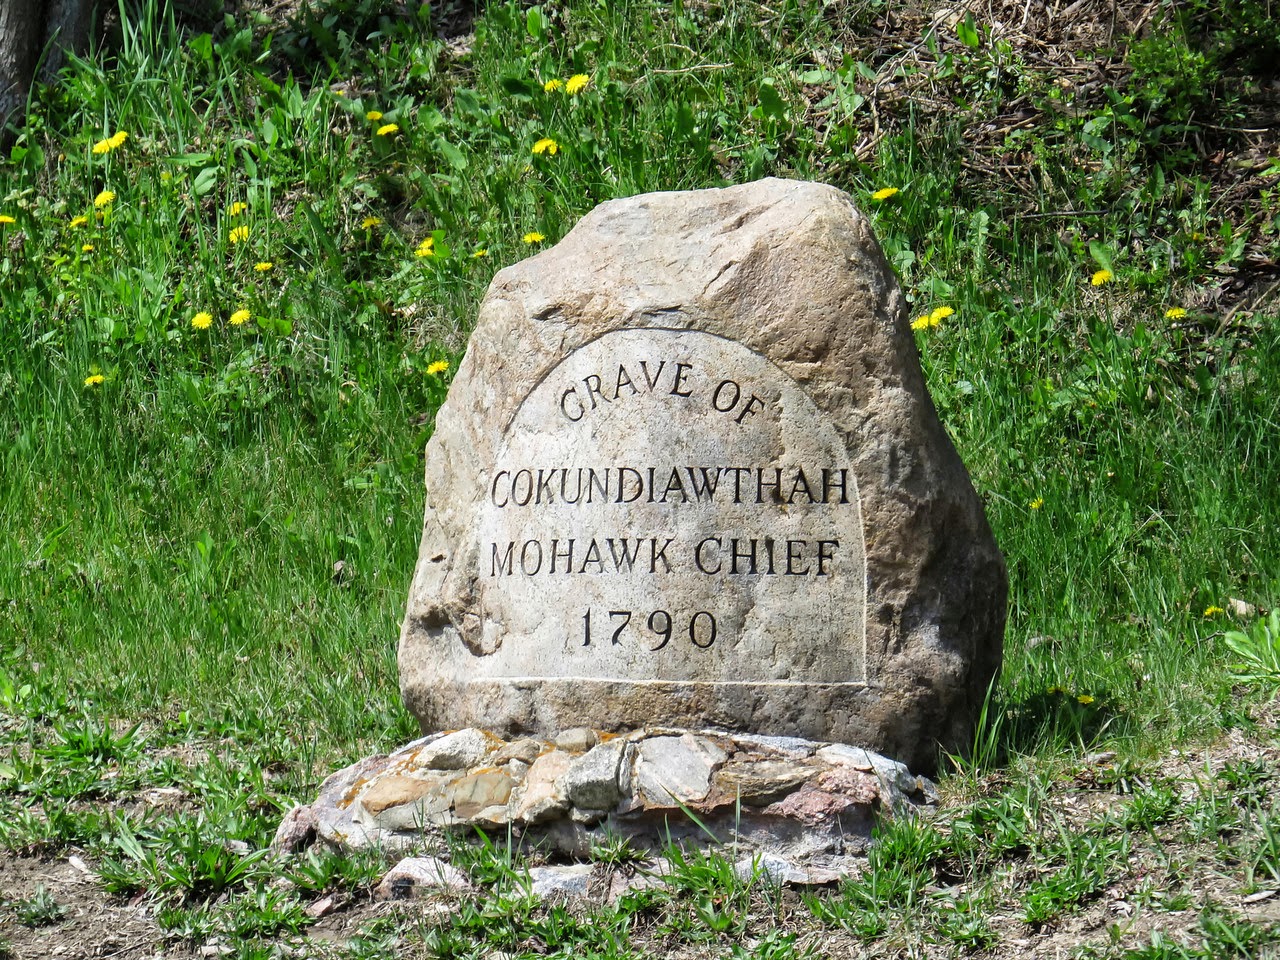 GRAVE OF
COKUNDIAWTHAH
MOHAWK CHIEF
1790